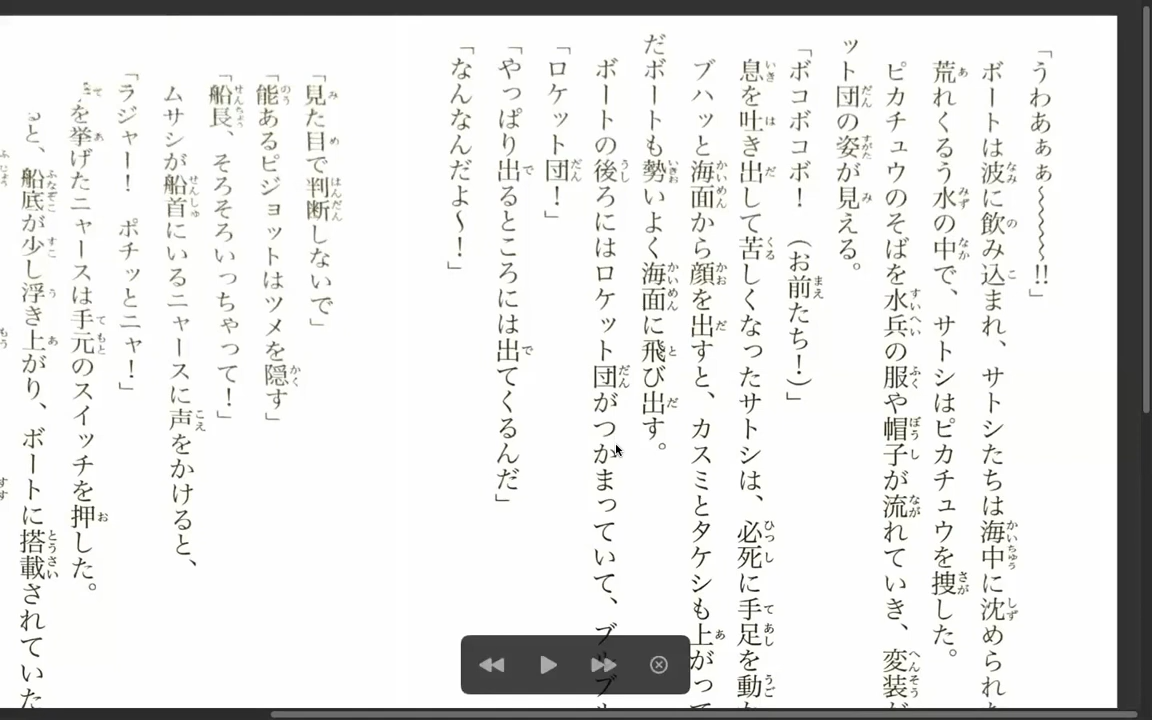 「うわあぁぁ～～～～!!」
ボートは波に飲み込まれ、サトシたちは海中に沈められ
荒れくるう水の中で、サトシはピカチュウを捜した。
ピカチュウのそばを水兵の服や帽子が流れていき、変装
ット団の姿が見える。
「ボコボコボ！（お前たち！）」
息を吐き出して苦しくなったサトシは、必死に手足を動
ブハッと海面から顔を出すと、カスミとタケシも上がって
だボートも勢いよく海面に飛び出す。
ボートの後ろにはロケット団がつかまっていて、
「ロケット団！」
「やっぱり出るところには出てくるんだ」
「なんなんだよ～！」
「見た目で判断しないで」
「能あるピジョットはツメを隠す」
「船長、そろそろいっちゃって！」
ムサシが船首にいるニャースに声をかけると、
「ラジャー！　ポチッとニャ！」
を挙げたニャースは手元のスイッチを押した。
と、船底が少し浮き上がり、ボートに搭載されていた